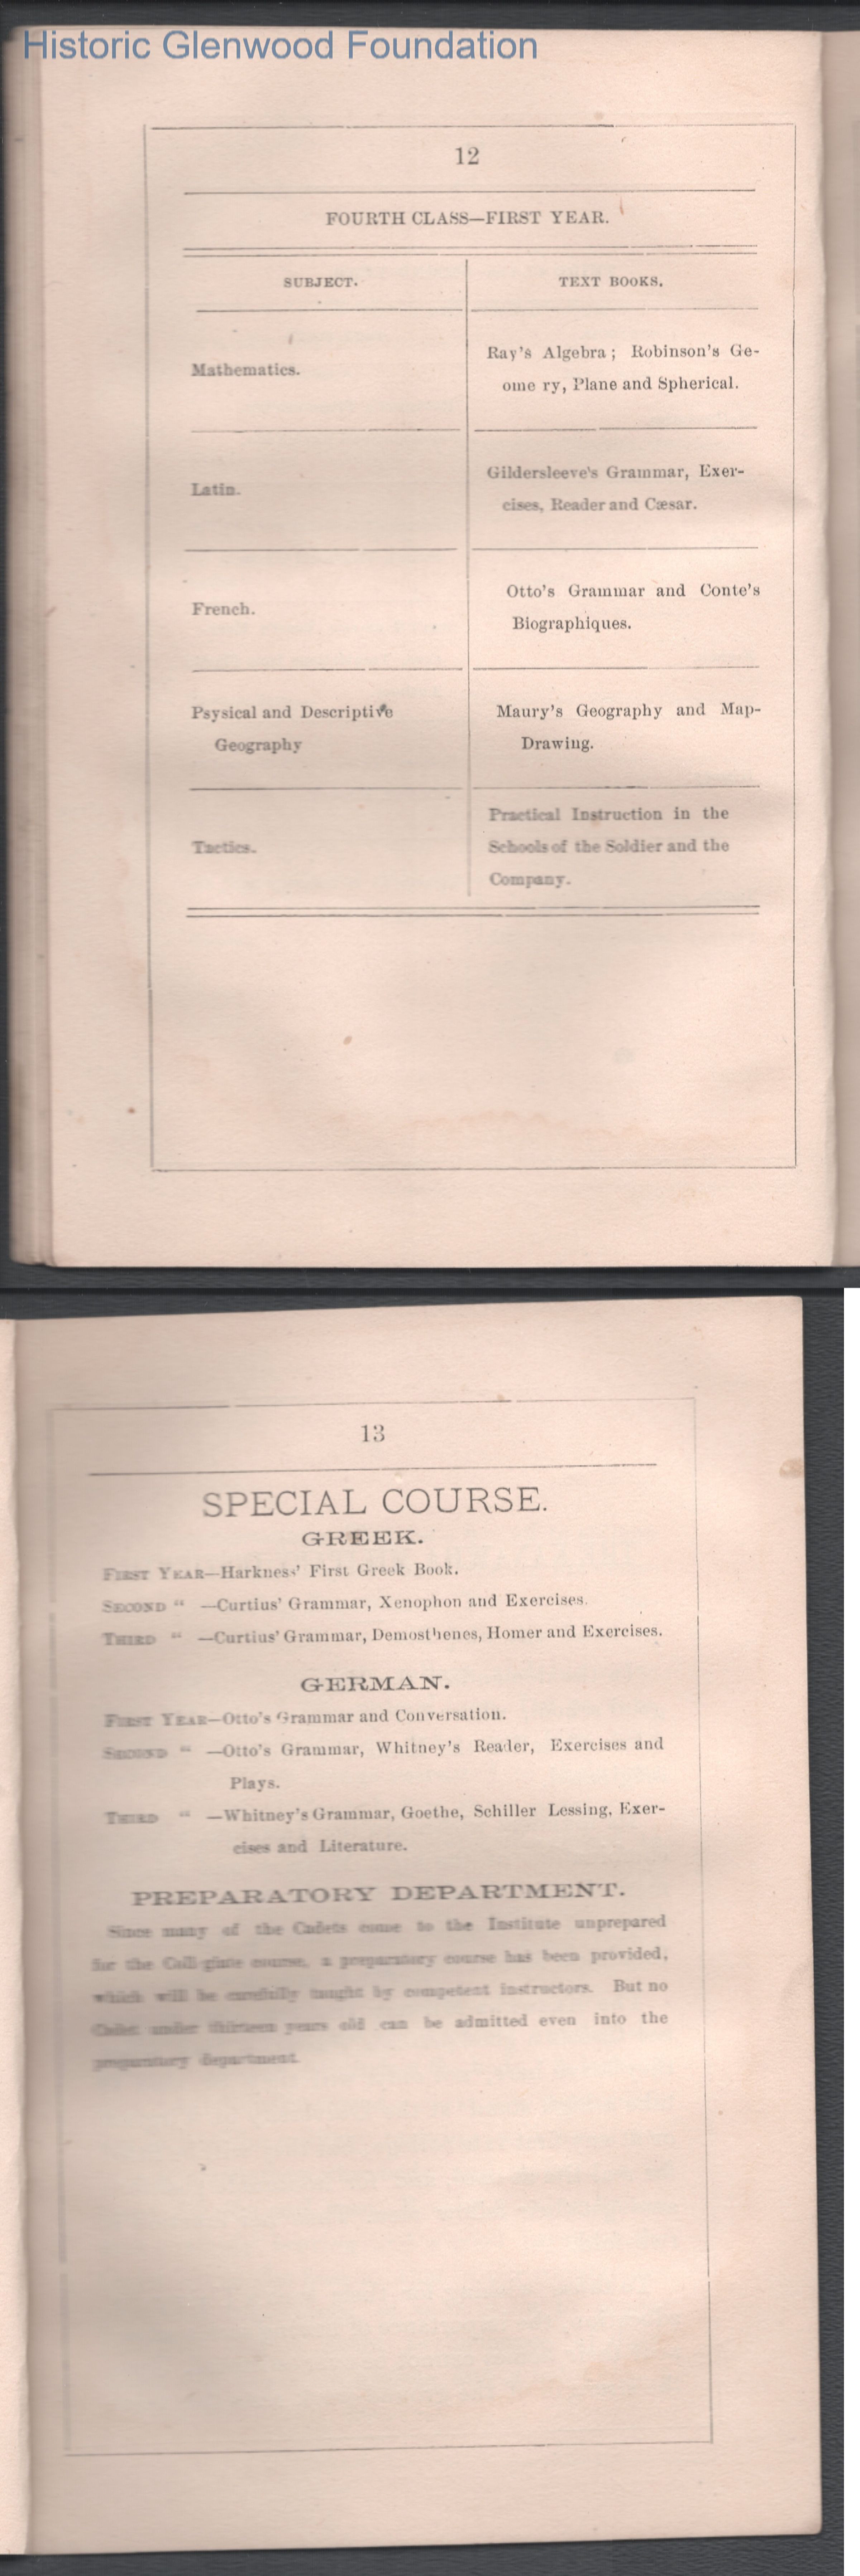 Historic Glenwood Foundation
12
FOURTH CLASS—FIRST YEAR.
SUBJECT.
TEXT BOOKS.
Mathematics.
Ray's Algebra; Robinson's Ge-
ome ry, Plane and Spherical.
Latin.
Gildersleeve's Grammar, Exer-
cises, Reader and Cæsar.
French.
Otto's Grammar and Conte's
Biographiques.
Psysical and Descriptive
Geography
Maury's Geography and Map-
Drawing.
Tactics.
Practical Instruction in the
Schools of the Soldier and the
Company.
13
SPECIAL COURSE.
GREEK.
FIRST YEAR—Harkness' First Greek Book.
SECOND " —Curtius' Grammar, Xenophon and Exercises.
THIRD " —Curtius' Grammar, Demosthenes, Homer and Exercises.
GERMAN.
FIRST YEAR—Otto's Grammar and Conversation.
SECOND " —Otto's Grammar, Whitney's Reader, Exercises and
Plays.
THIRD " —Whitney's Grammar, Goethe, Schiller Lessing, Exer-
cises and Literature.
PREPARATORY DEPARTMENT.
Since many of the Cadets come to the Institute unprepared
for the Coll giate course, a preparatory course has been provided,
which will be carefully taught by competent instructors. But no
Cadet under thirteen years old can be admitted even into the
preparatory department.